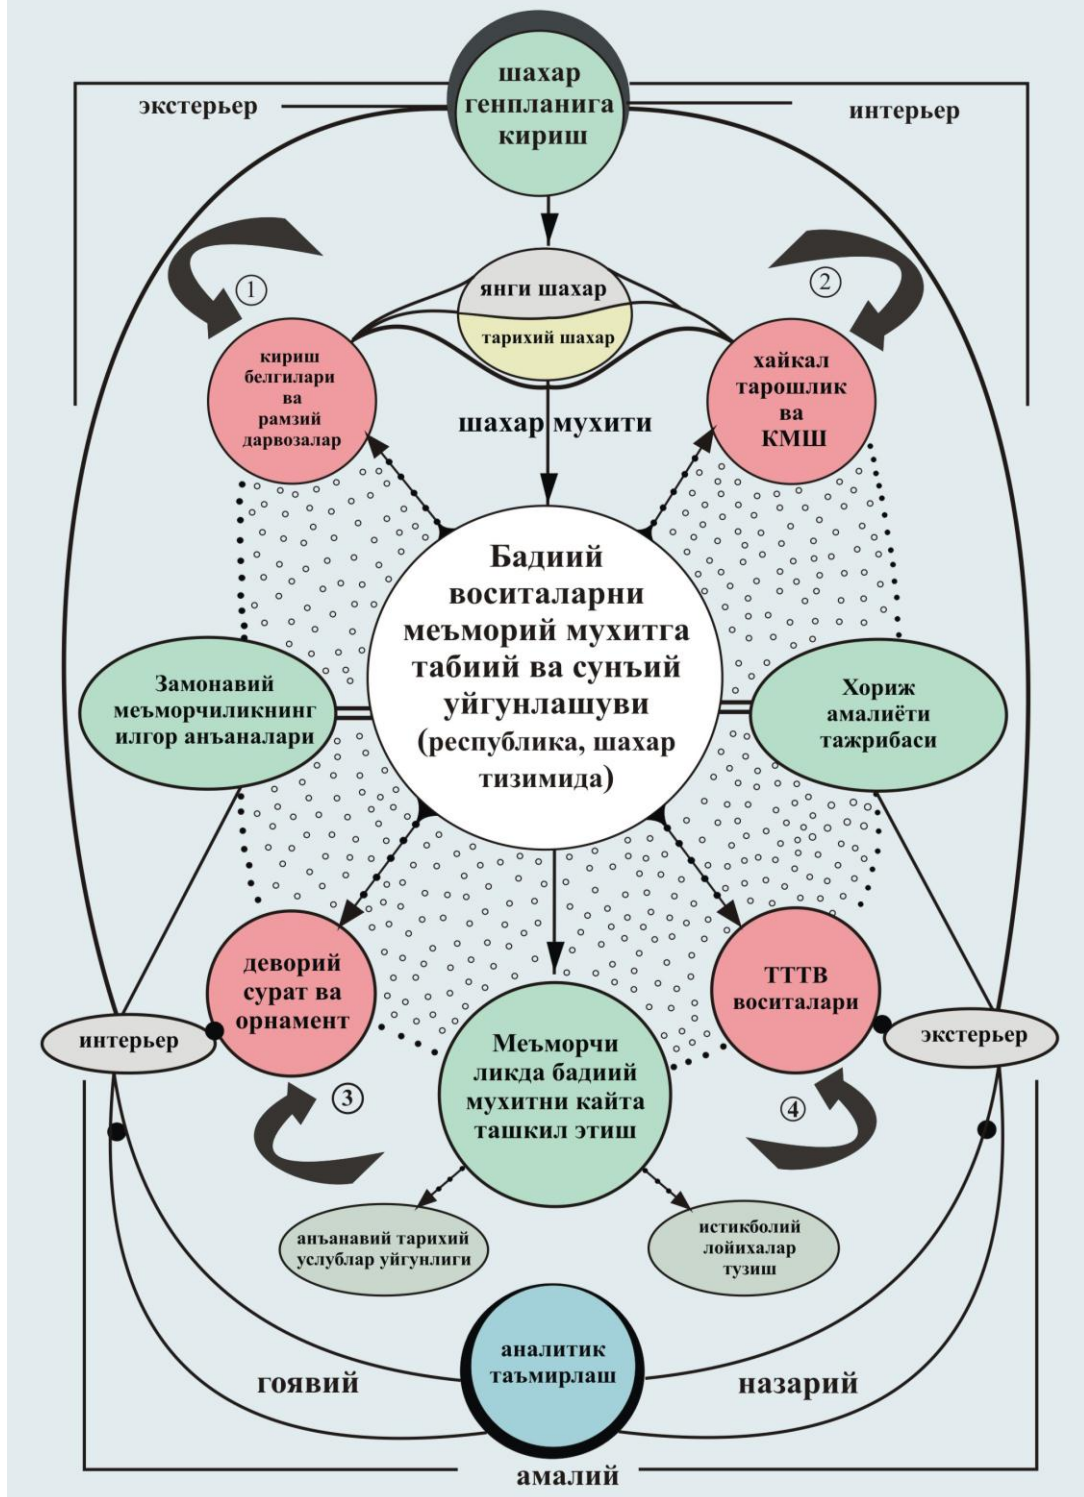 шахар
генпланига
кириш
экстерьер
интерьер
1
2
янги шахар
тарихий шахар
кириш
белгилари
ва
рамзий
дарвозалар
хайкал
тарошлик
ва
КМШ
шахар мухити
Бадиий
воситаларни
меъморий мухитга
табиий ва сунъий
уйгунлашуви
(республика, шахар
тизимида)
Замонавий
меъморчиликнинг
илгор анъаналари
Хориж
амалиёти
тажрибаси
деворий
сурат ва
орнамент
ТТТВ
воситалари
интерьер
экстерьер
Меъморчи
ликда бадиий
мухитни кайта
ташкил этиш
3
4
анъанавий тарихий
услублар уйгунлиги
истикболий
лойихалар
тузиш
аналитик
таъмирлаш
гоявий
назарий
амалий